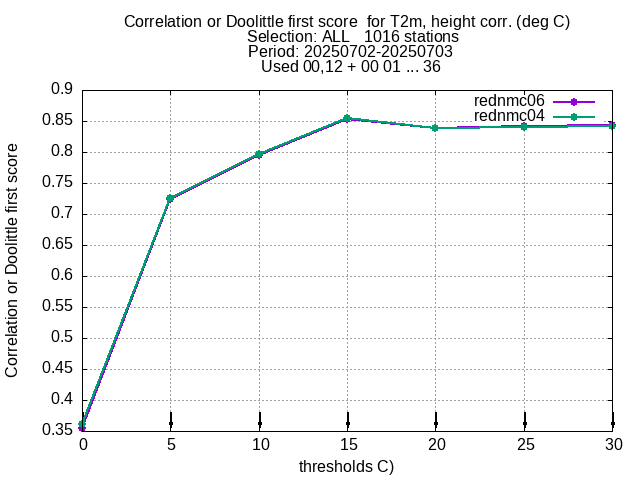 Correlation or Doolittle first score  for T2m, height corr. (deg C)
Selection: ALL   1016 stations
Period: 20250702-20250703
Used 00,12 + 00 01 ... 36
rednmc06
rednmc04
0.9
0.85
0.8
0.75
0.7
0.65
0.6
0.55
0.5
0.45
0.4
0.35
Correlation or Doolittle first score
0 5 10 15 20 25 30
thresholds C)